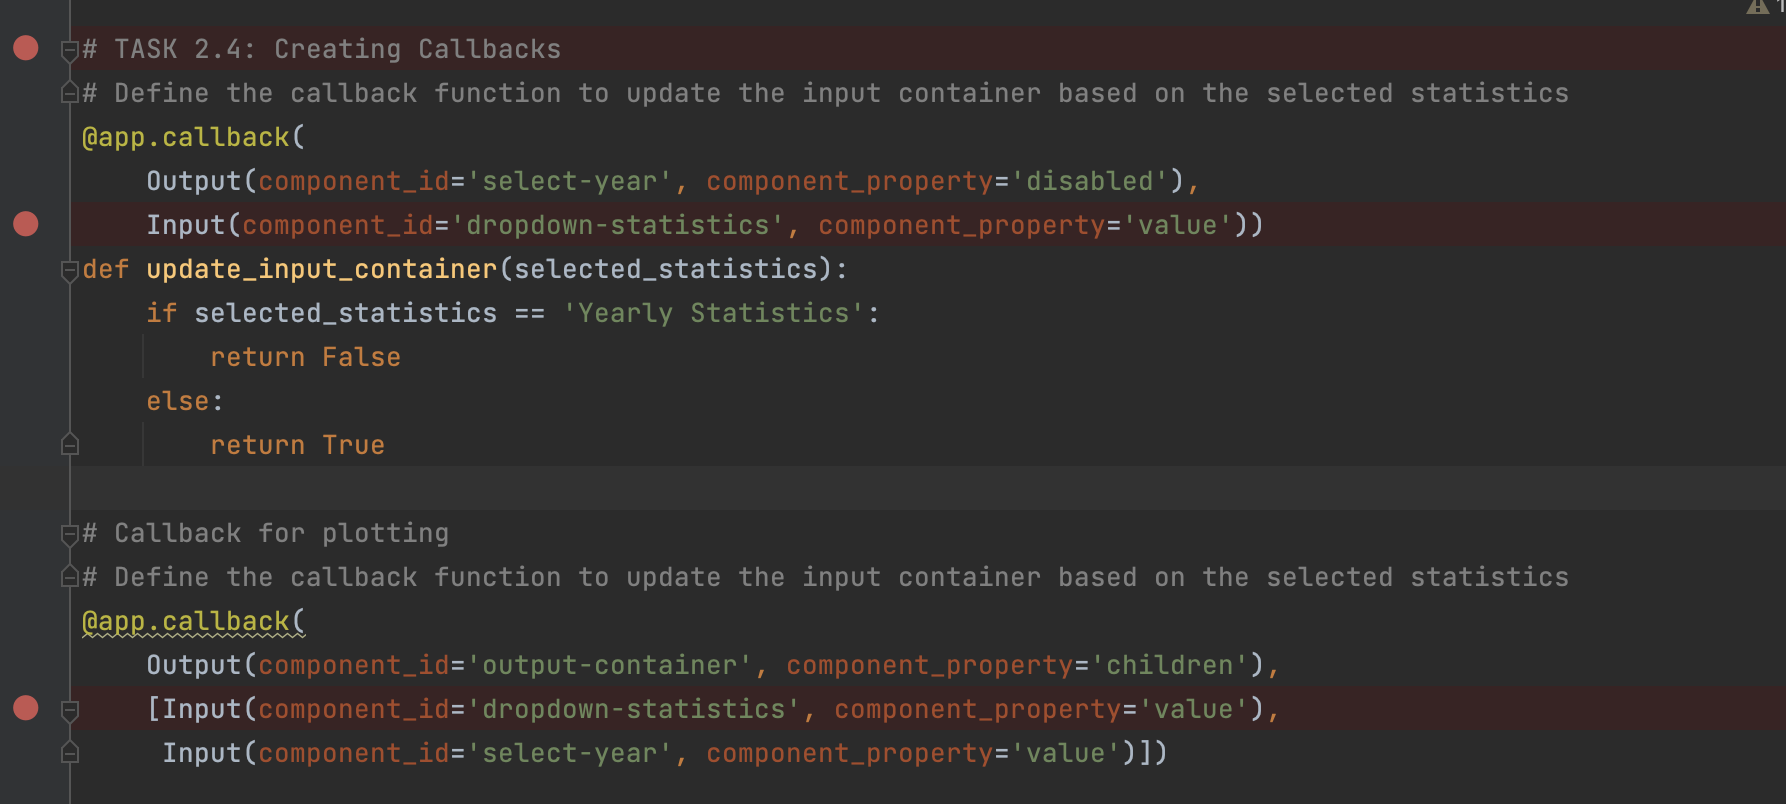 1
# TASK 2.4: Creating Callbacks
# Define the callback function to update the input container based on the selected statistics
@app.callback(
    Output(component_id='select-year', component_property='disabled'),
    Input(component_id='dropdown-statistics', component_property='value'))
def update_input_container(selected_statistics):
    if selected_statistics == 'Yearly Statistics':
        return False
    else:
        return True
# Callback for plotting
# Define the callback function to update the input container based on the selected statistics
@app.callback(
    Output(component_id='output-container', component_property='children'),
    [Input(component_id='dropdown-statistics', component_property='value'),
     Input(component_id='select-year', component_property='value')])